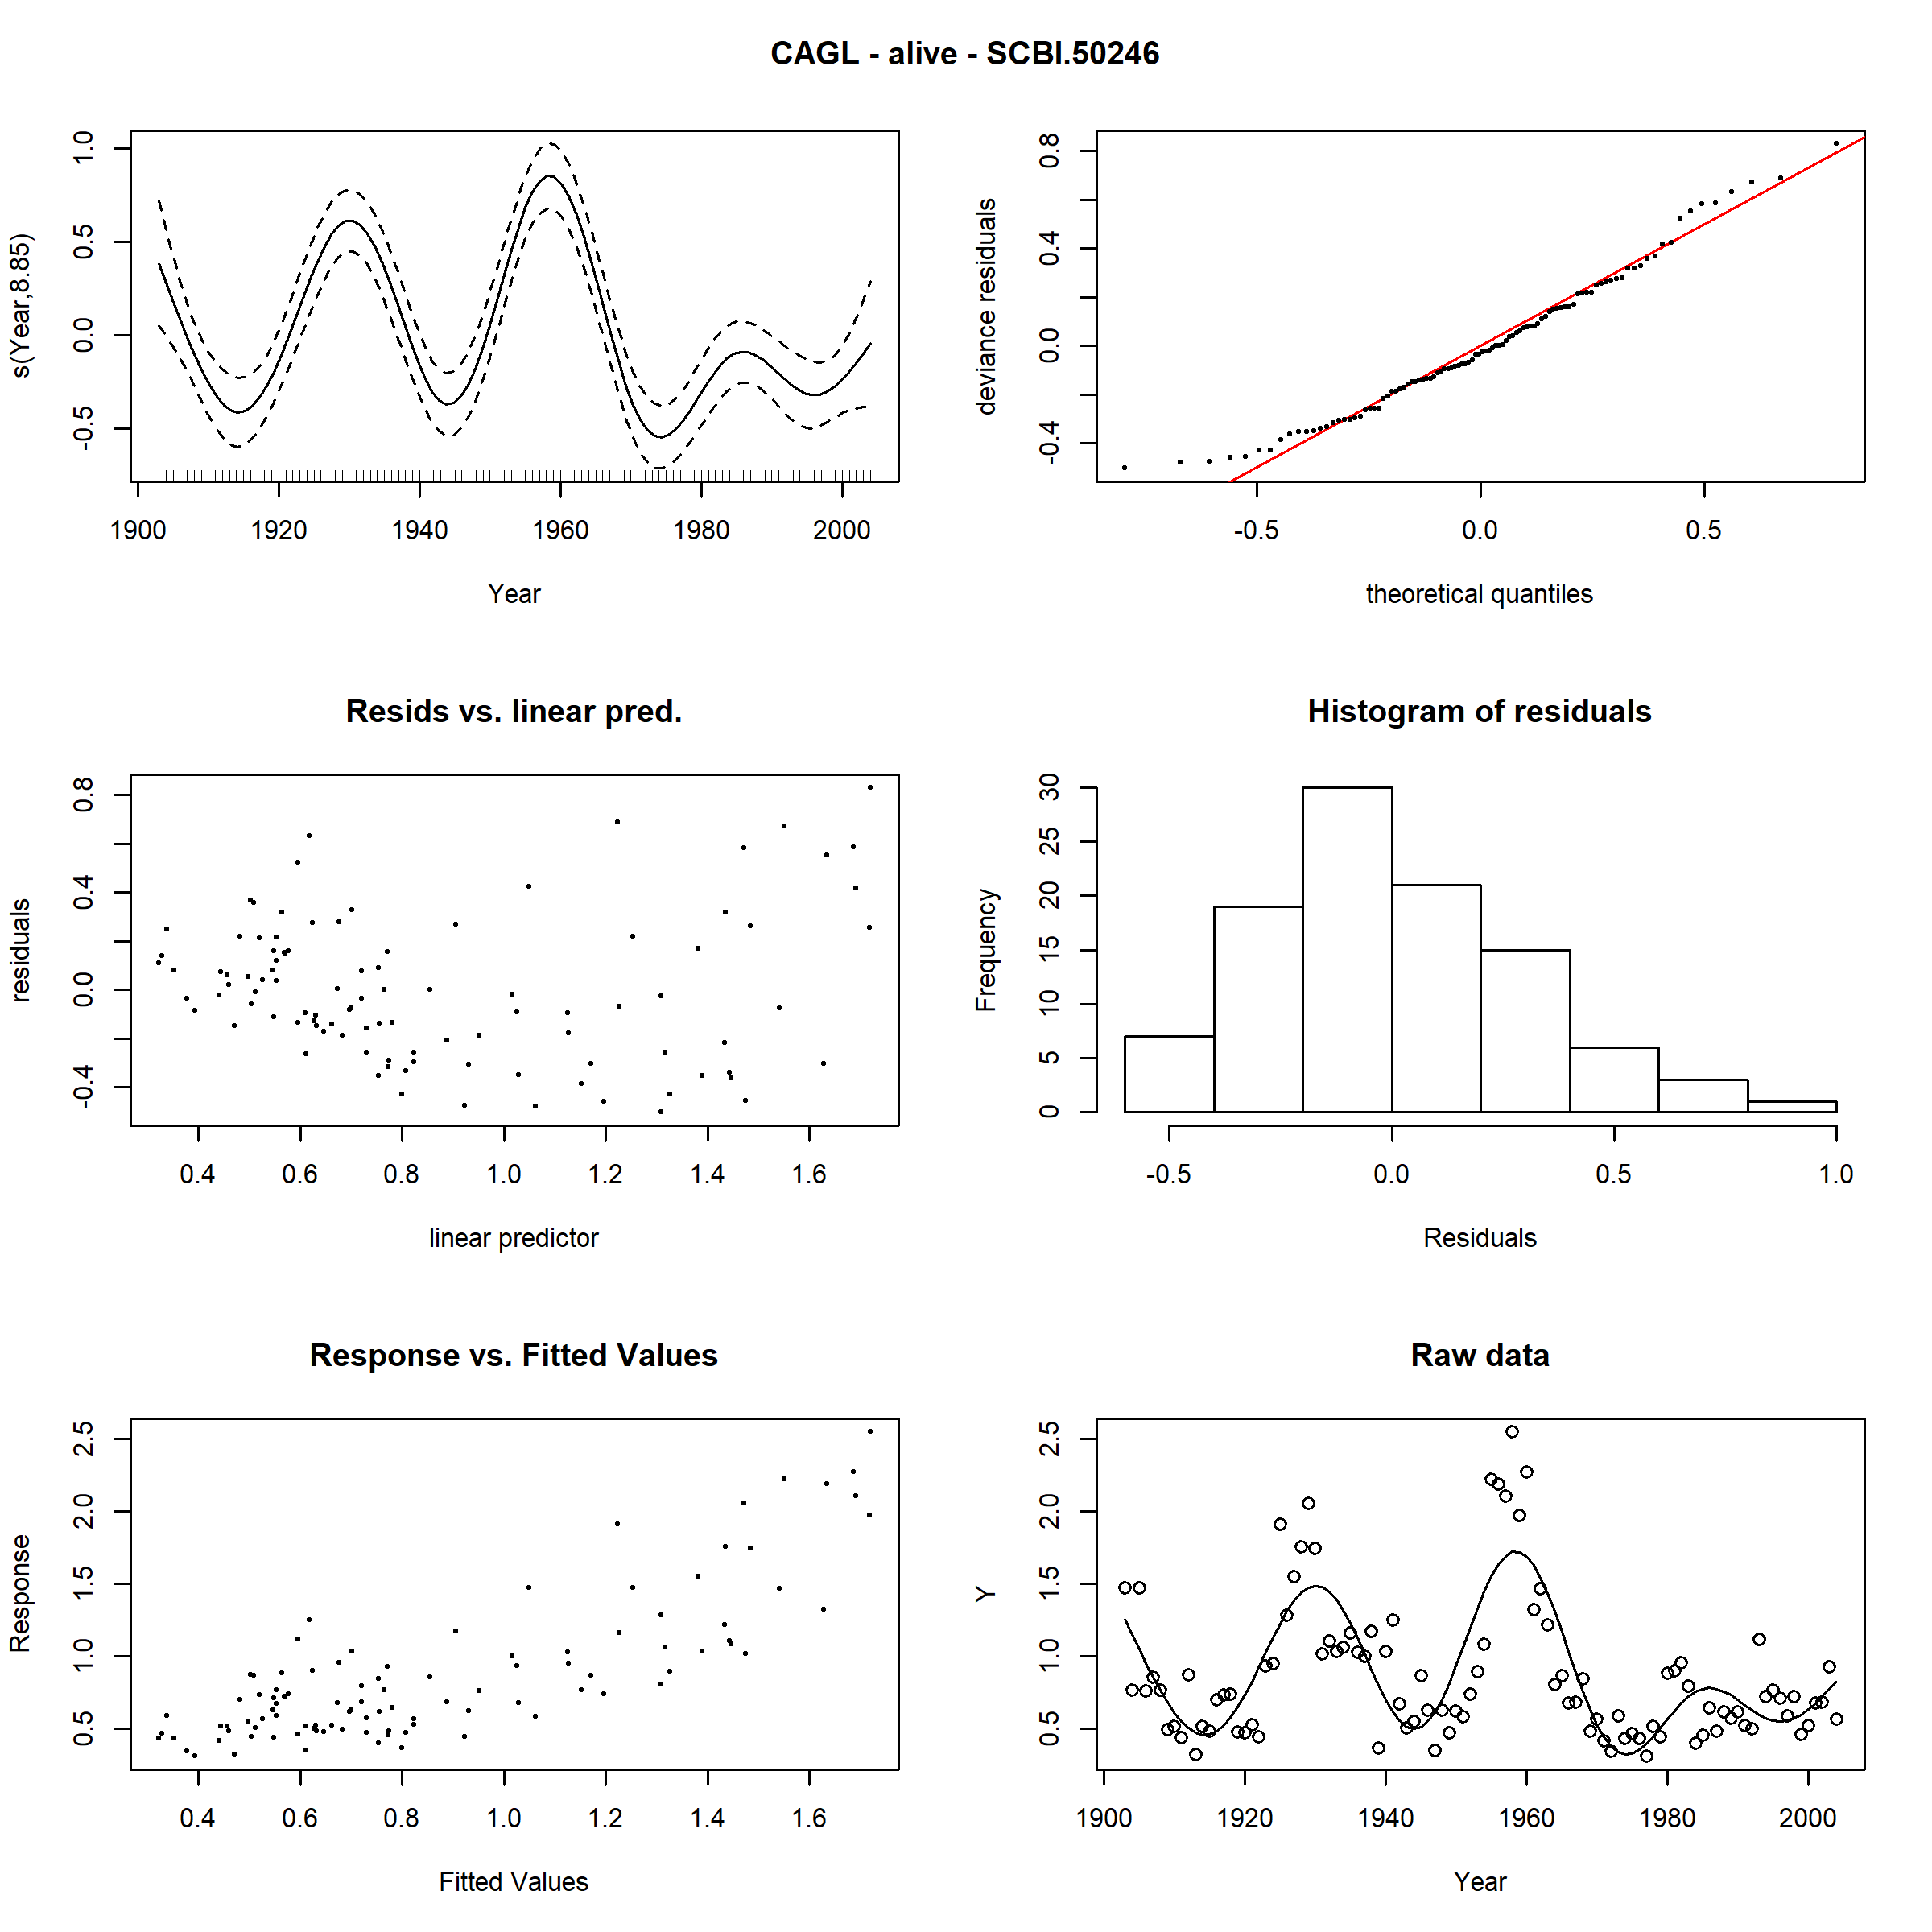 CAGL - alive - SCBI.50246
s(Year,8.85)
-0.5 0.0 0.5 1.0
1900 1920 1940 1960 1980 2000
Year
deviance residuals
-0.4 0.0 0.4 0.8
-0.5 0.0 0.5
theoretical quantiles
Resids vs. linear pred.
residuals
-0.4 0.0 0.4 0.8
0.4 0.6 0.8 1.0 1.2 1.4 1.6
linear predictor
Histogram of residuals
Frequency
0 5 10 15 20 25 30
-0.5 0.0 0.5 1.0
Residuals
Response vs. Fitted Values
Response
0.5 1.0 1.5 2.0 2.5
0.4 0.6 0.8 1.0 1.2 1.4 1.6
Fitted Values
Raw data
Y
0.5 1.0 1.5 2.0 2.5
1900 1920 1940 1960 1980 2000
Year